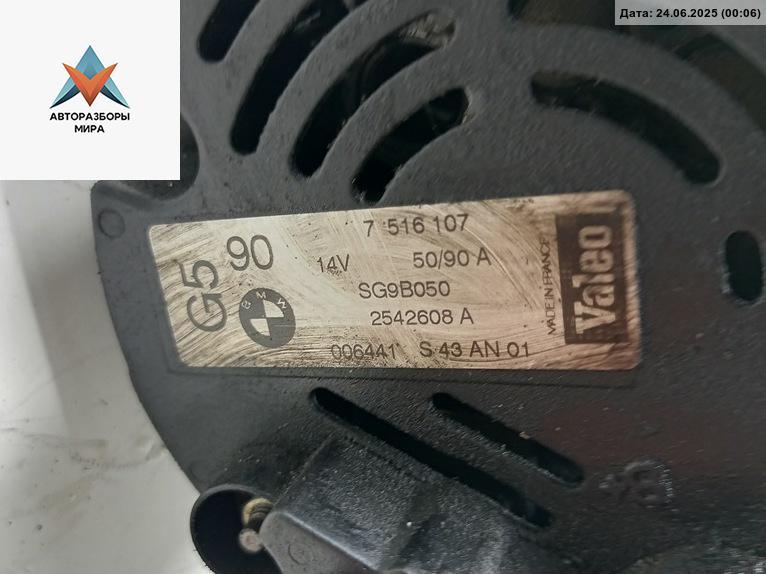 Дата: 24.06.2025 (00:06)
АВТОРАЗБОРЫ
МИРА
G5
90
7 516 107
14V 50/90 A
SG9B050
2542608 A
006441 S 43 AN 01
BMW
MADE IN FRANCE
Valeo